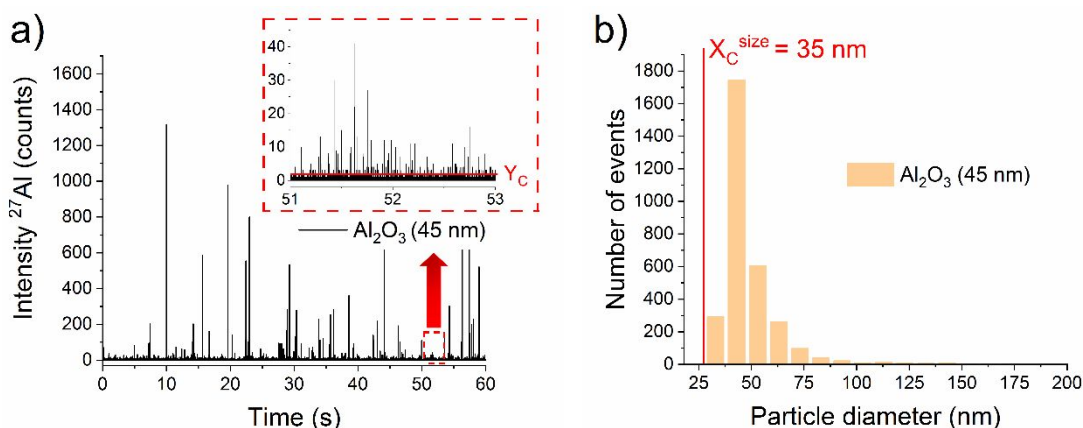 a)
Intensity ²⁷Al (counts)
1600
1400
1200
1000
800
600
400
200
0
0 10 20 30 40 50 60
Time (s)
40
30
20
10
0
51 52 53
Y_C
Al₂O₃ (45 nm)
b)
X_C^size = 35 nm
Number of events
1800
1600
1400
1200
1000
800
600
400
200
0
Al₂O₃ (45 nm)
25 50 75 100 125 150 175 200
Particle diameter (nm)